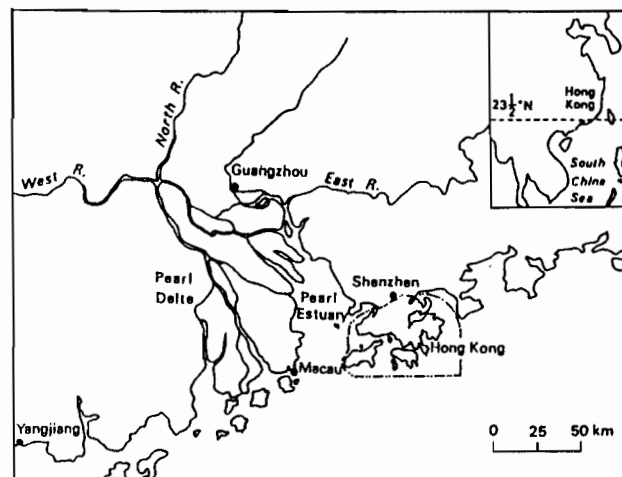 North R.
West R.
Guangzhou
East R.
Pearl
Delta
Pearl
Estuary
Shenzhen
Hong Kong
Macau
Yangjiang
0 25 50 km
23½°N
Hong
Kong
South
China
Sea